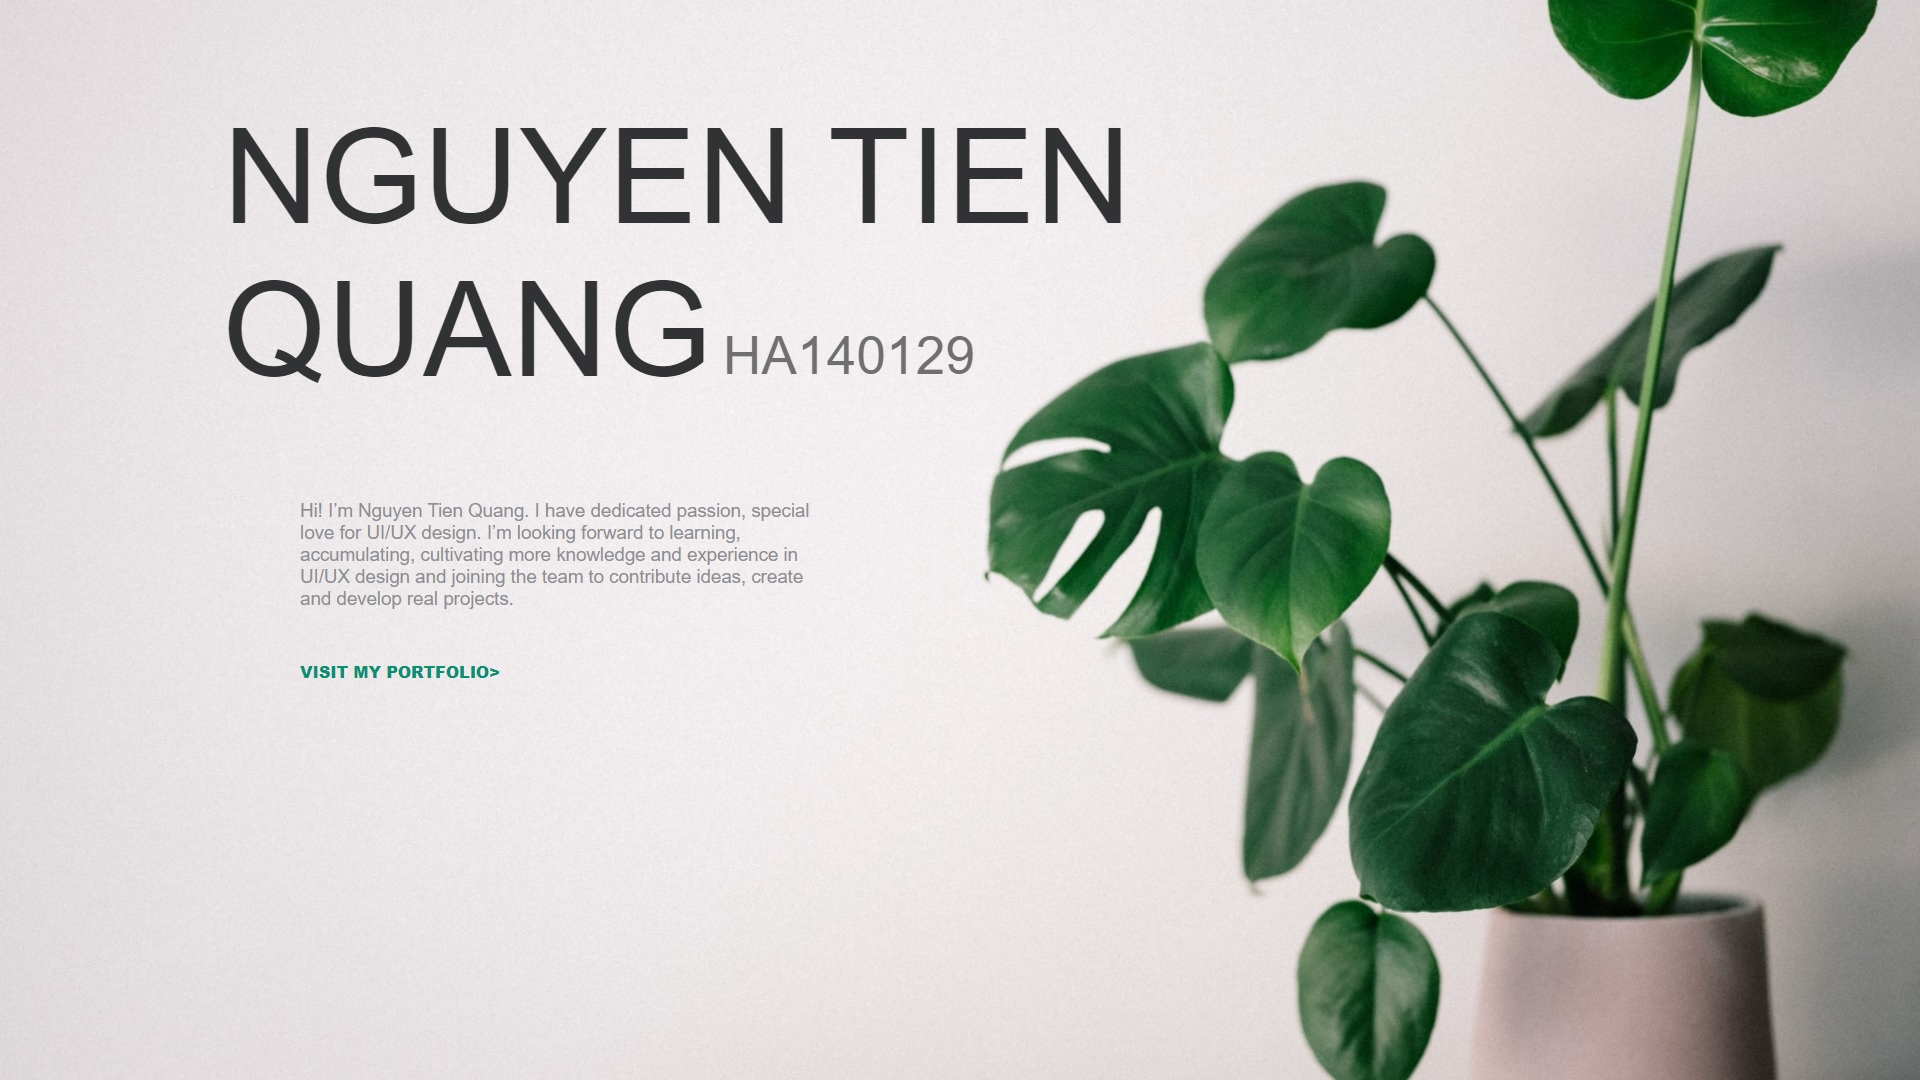 NGUYEN TIEN
QUANG HA140129
Hi! I’m Nguyen Tien Quang. I have dedicated passion, special
love for UI/UX design. I’m looking forward to learning,
accumulating, cultivating more knowledge and experience in
UI/UX design and joining the team to contribute ideas, create
and develop real projects.
VISIT MY PORTFOLIO>